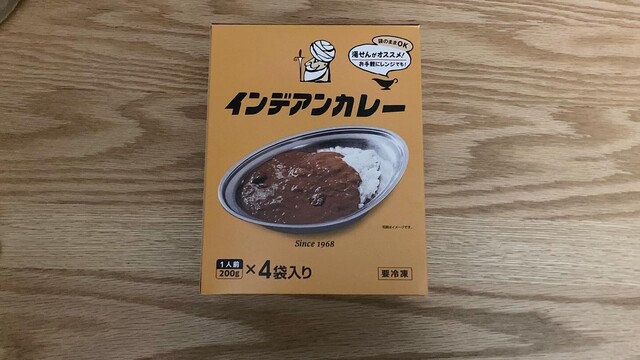 袋のままOK
湯せんがオススメ!
お手軽にレンジでも!
インデアンカレー
写真はイメージです。
Since 1968
1人前
200g
×4袋入り
要冷凍